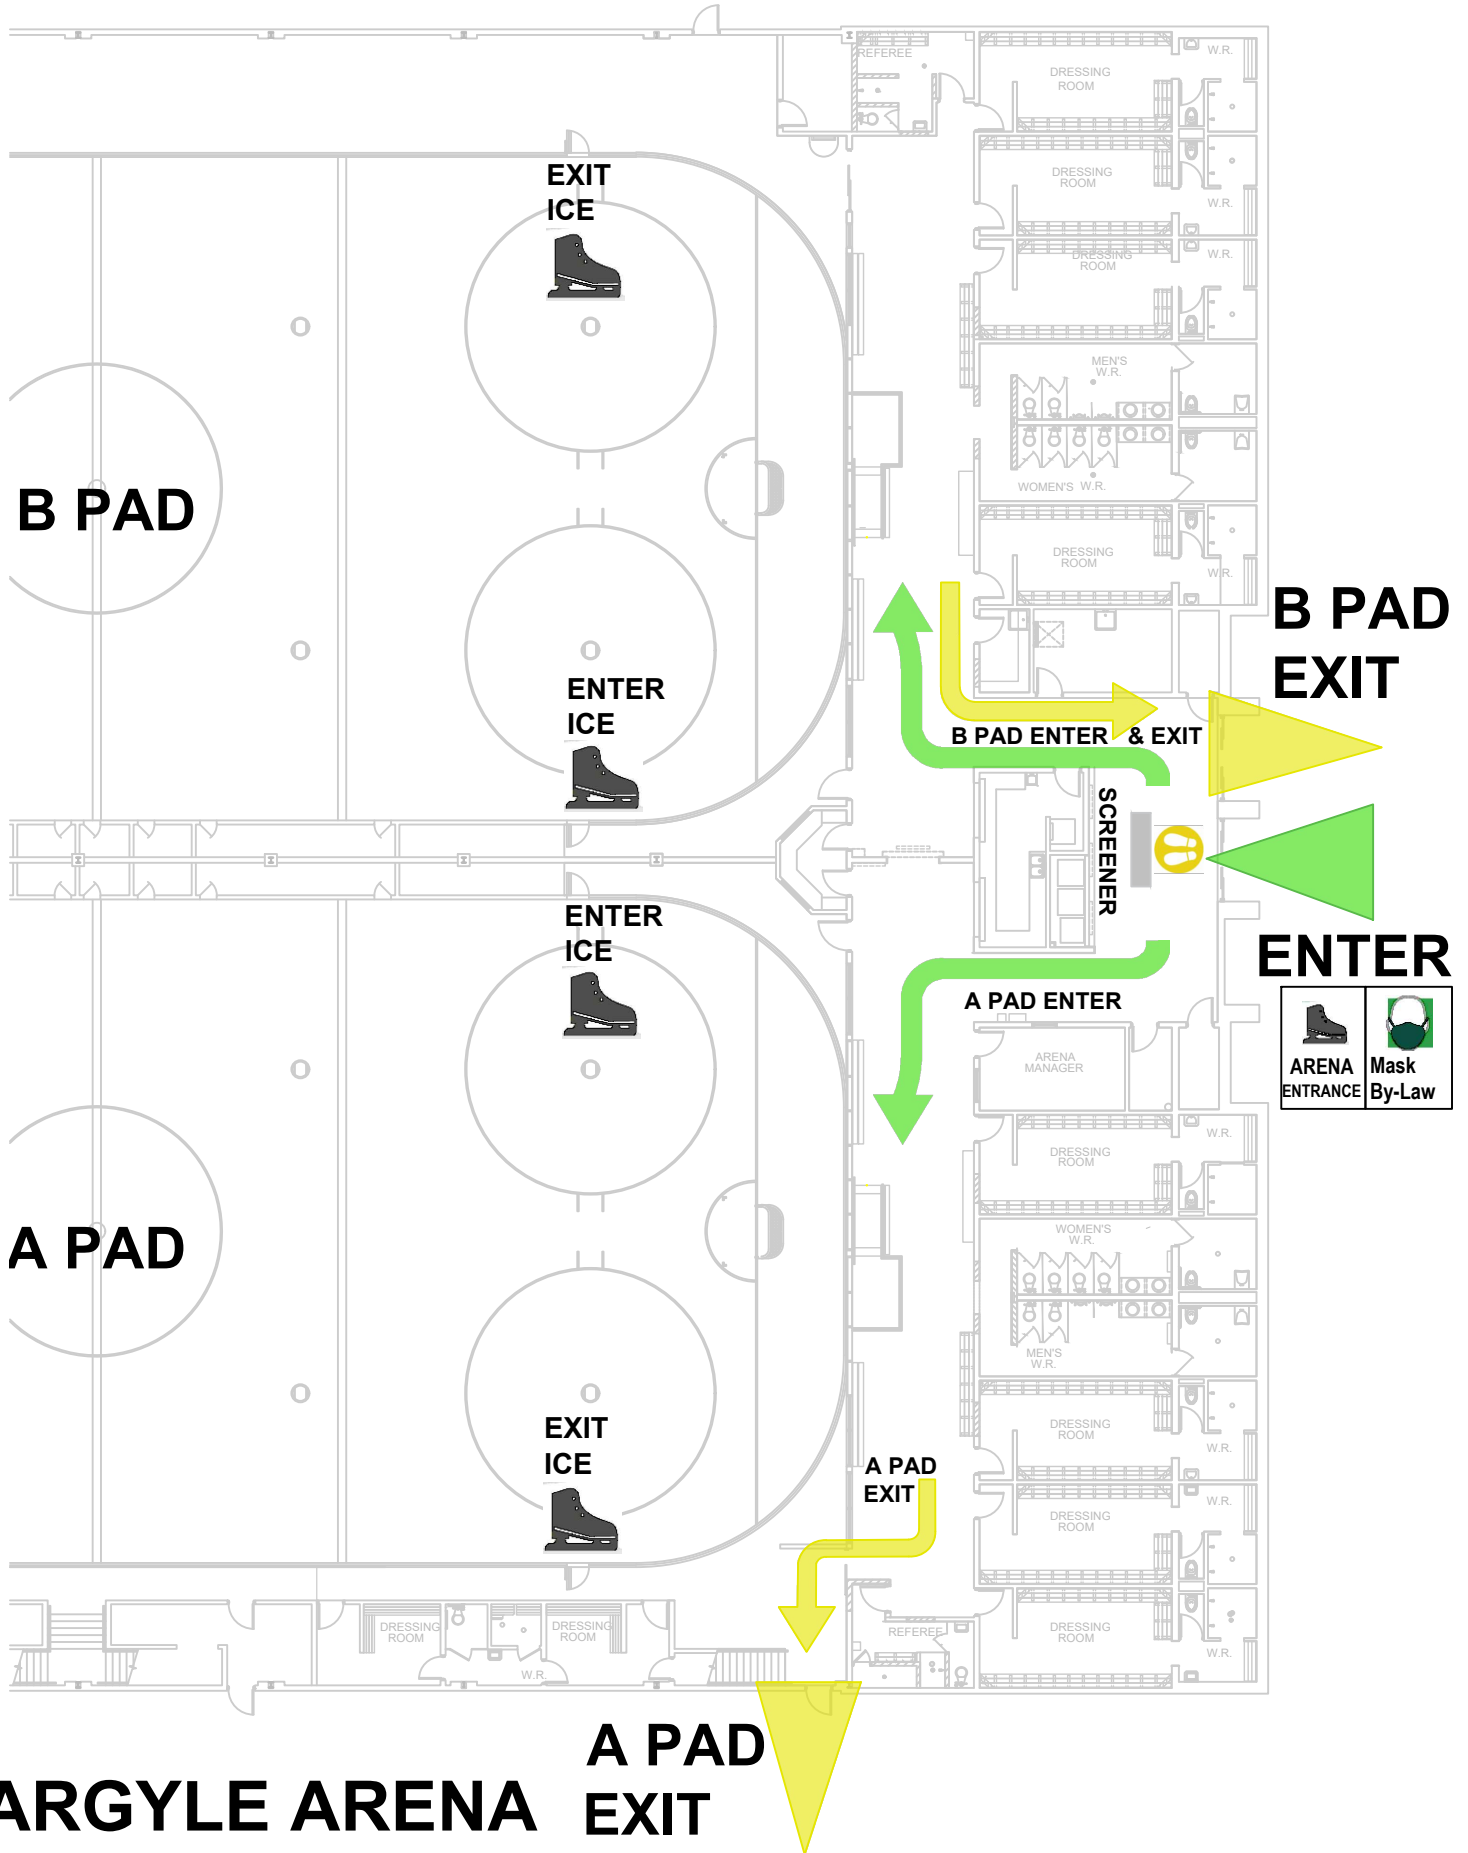 REFEREE
W.R.
DRESSING
ROOM
EXIT
ICE
DRESSING
ROOM
W.R.
W.R.
DRESSING
ROOM
MEN'S
W.R.
B PAD
WOMEN'S W.R.
DRESSING
ROOM
W.R.
B PAD
EXIT
ENTER
ICE
B PAD ENTER & EXIT
SCREENER
ENTER
ICE
ENTER
A PAD ENTER
ARENA
MANAGER
ARENA
ENTRANCE
Mask
By-Law
W.R.
DRESSING
ROOM
A PAD
WOMEN'S
W.R.
MEN'S
W.R.
EXIT
ICE
DRESSING
ROOM
W.R.
A PAD
EXIT
W.R.
DRESSING
ROOM
DRESSING
ROOM
DRESSING
ROOM
W.R.
REFEREE
DRESSING
ROOM
W.R.
A PAD
EXIT
ARGYLE ARENA